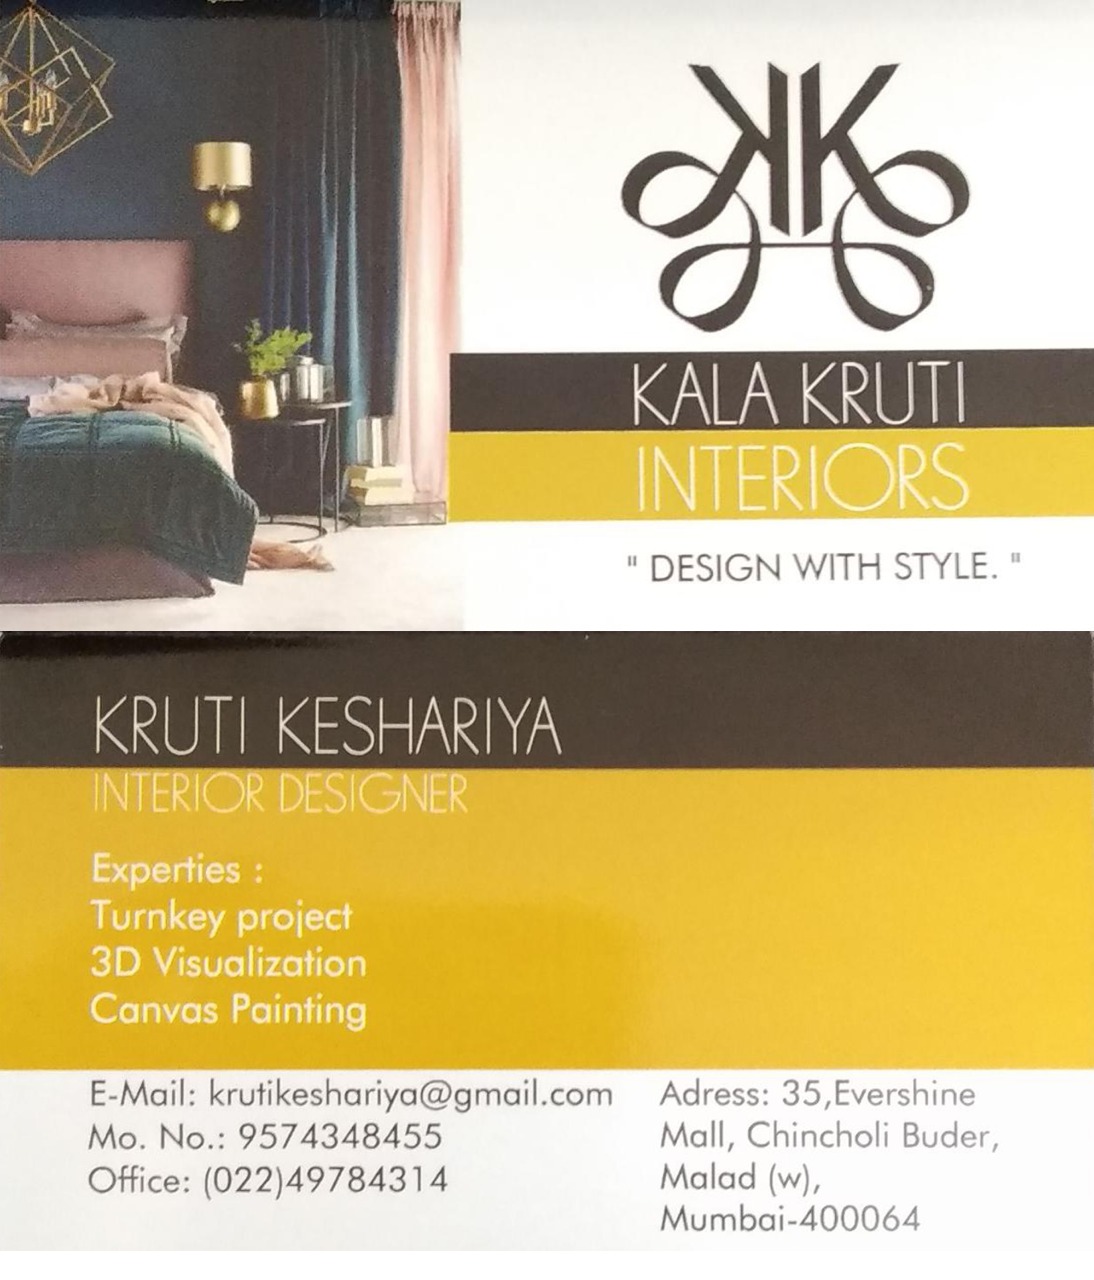 KK
KALA KRUTI
INTERIORS
" DESIGN WITH STYLE. "
KRUTI KESHARIYA
INTERIOR DESIGNER
Experties :
Turnkey project
3D Visualization
Canvas Painting
E-Mail: krutikeshariya@gmail.com
Mo. No.: 9574348455
Office: (022)49784314
Adress: 35,Evershine
Mall, Chincholi Buder,
Malad (w),
Mumbai-400064